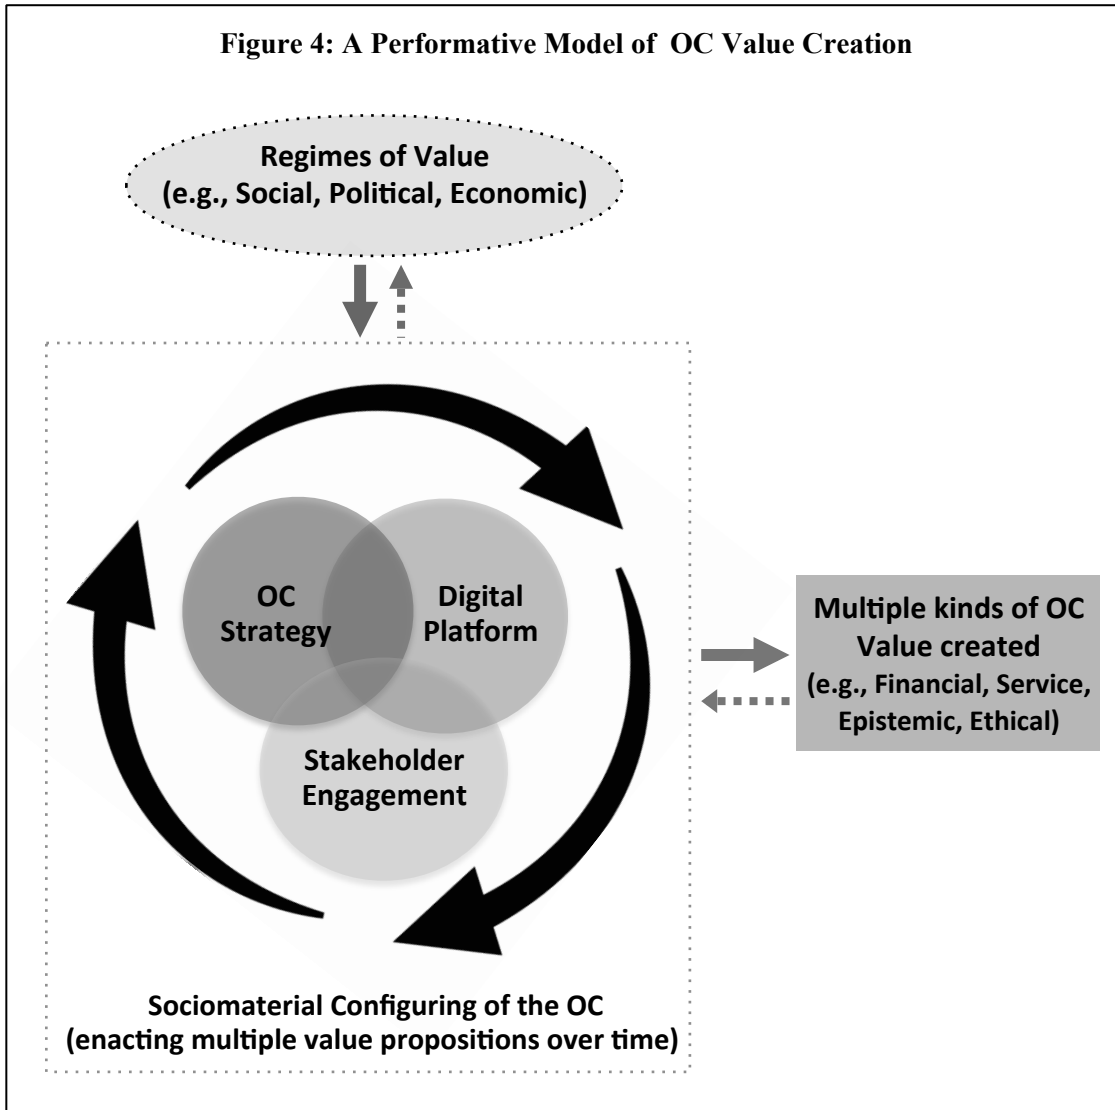 Figure 4: A Performative Model of OC Value Creation
Regimes of Value
(e.g., Social, Political, Economic)
OC
Strategy
Digital
Platform
Stakeholder
Engagement
Multiple kinds of OC
Value created
(e.g., Financial, Service,
Epistemic, Ethical)
Sociomaterial Configuring of the OC
(enacting multiple value propositions over time)